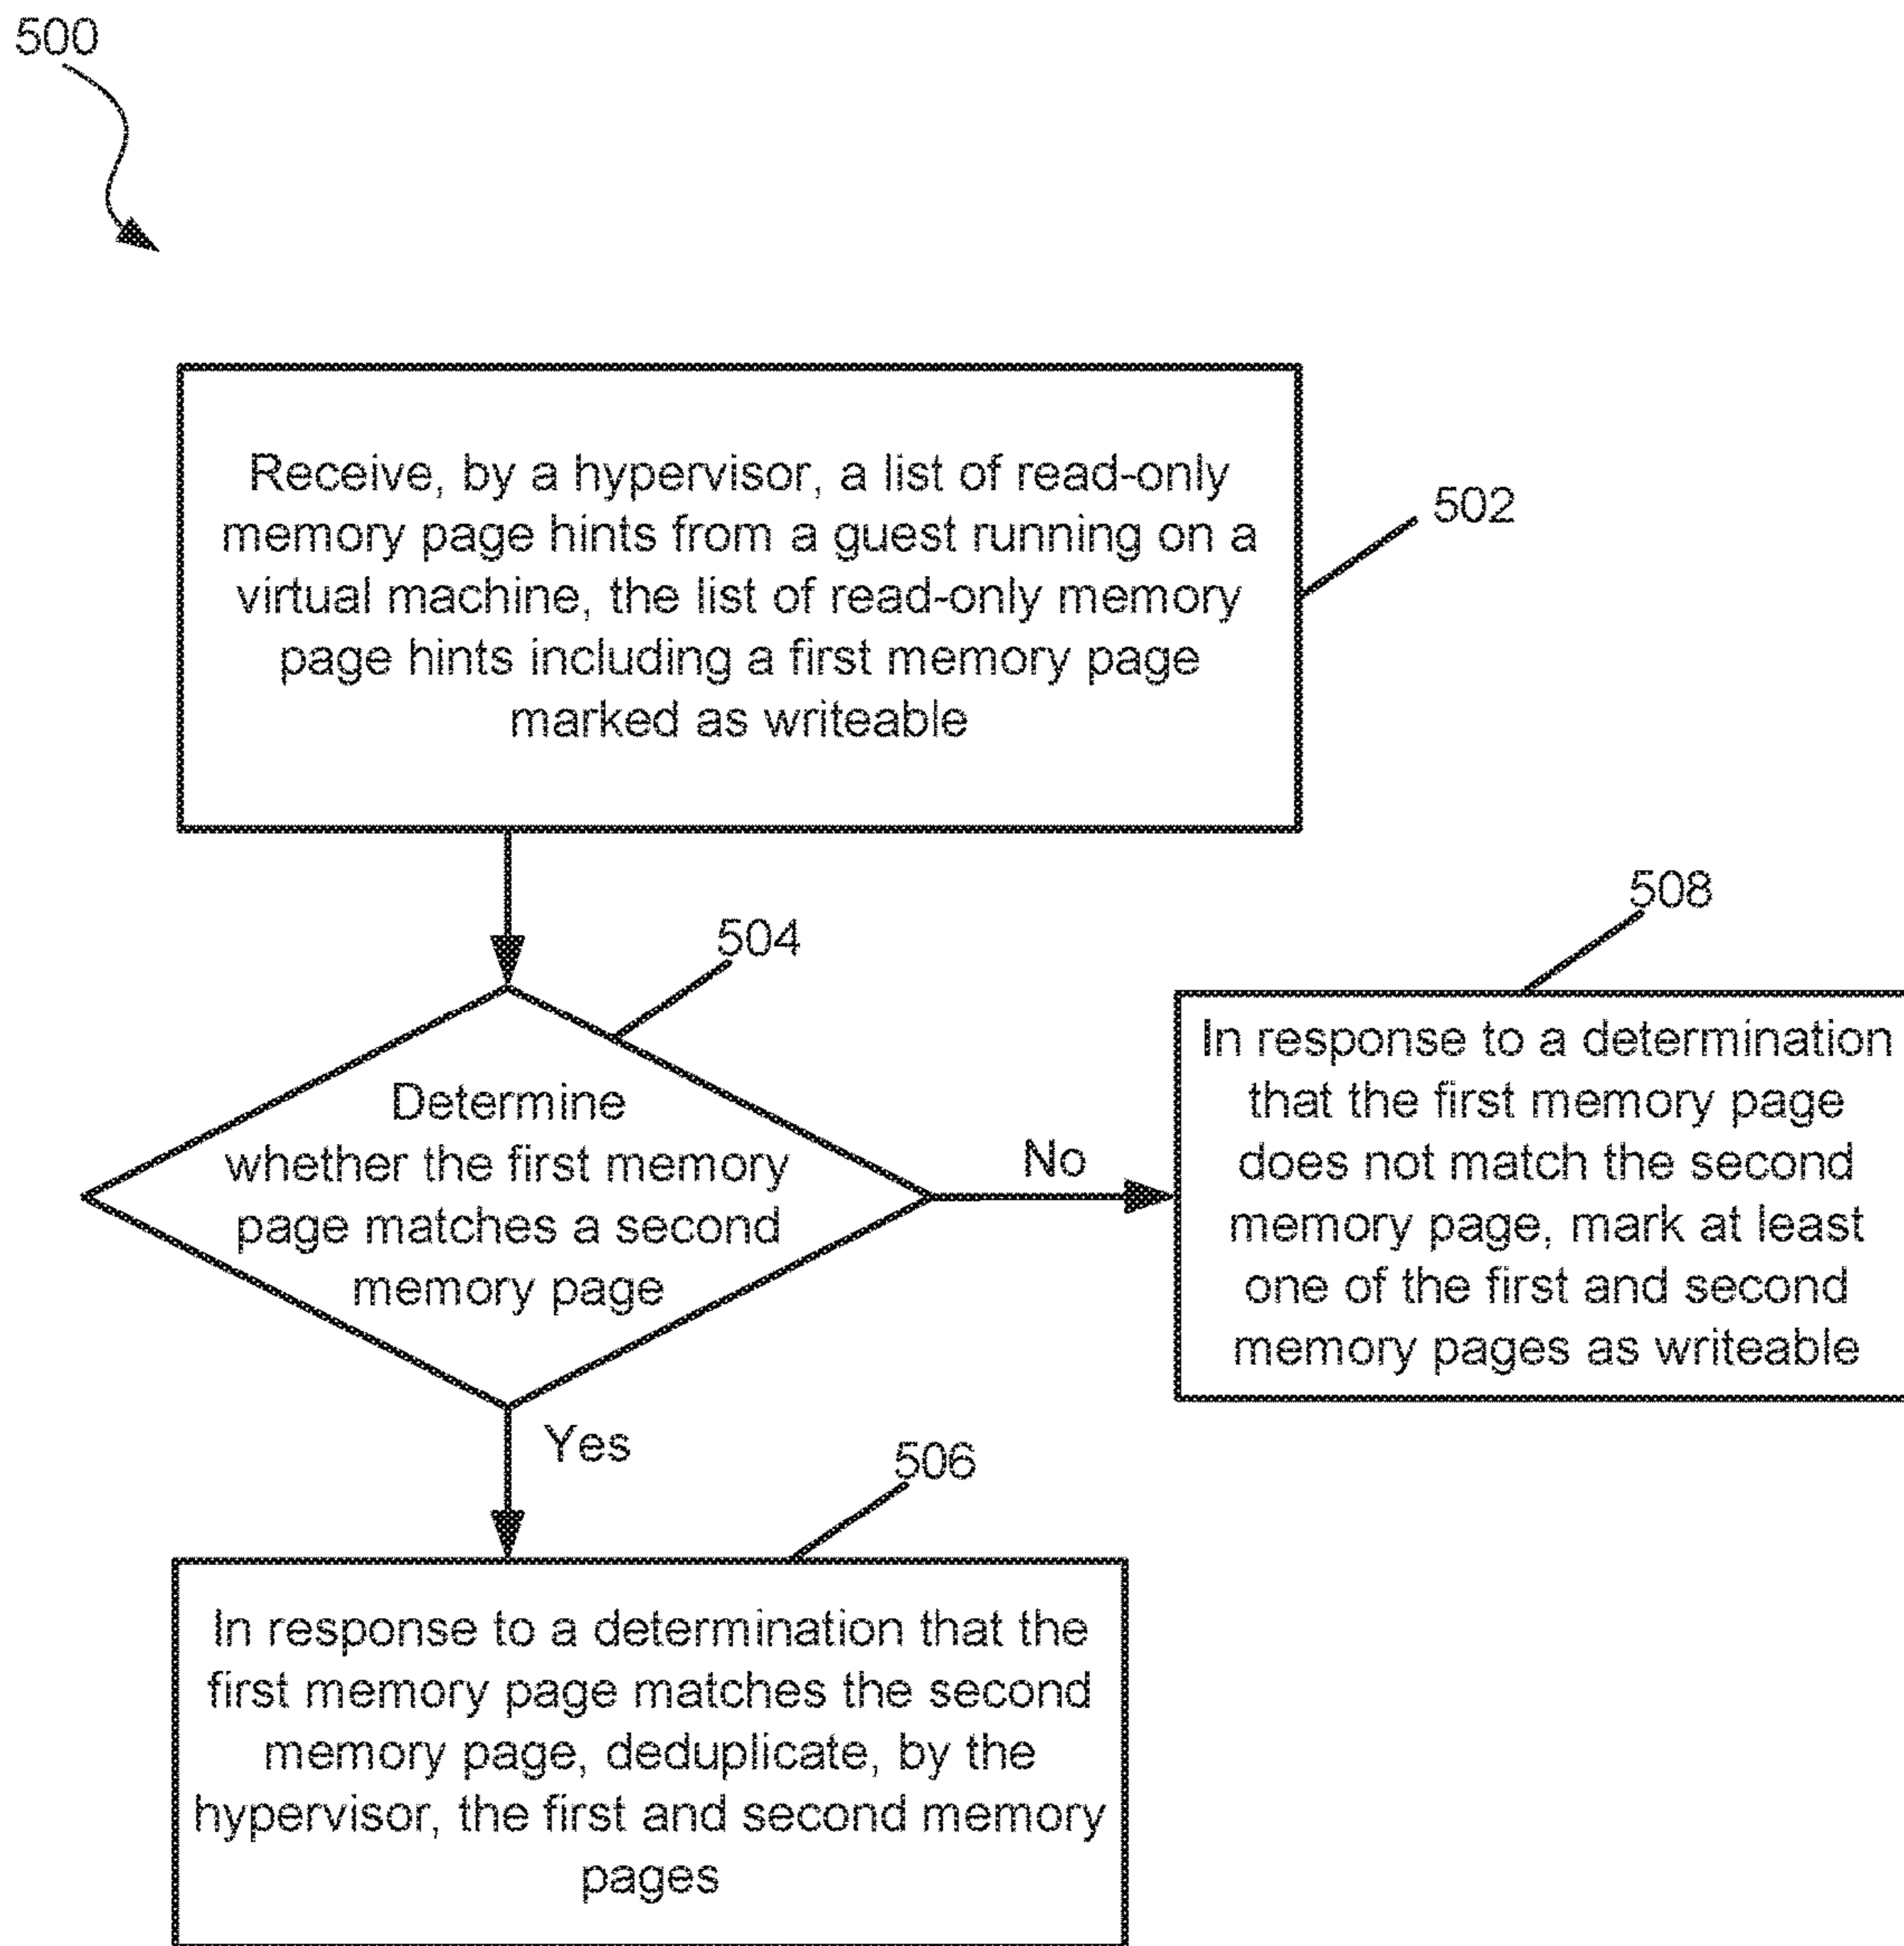 500
Receive, by a hypervisor, a list of read-only
memory page hints from a guest running on a
virtual machine, the list of read-only memory
page hints including a first memory page
marked as writeable
502
504
Determine
whether the first memory
page matches a second
memory page
No
508
In response to a determination
that the first memory page
does not match the second
memory page, mark at least
one of the first and second
memory pages as writeable
Yes
506
In response to a determination that the
first memory page matches the second
memory page, deduplicate, by the
hypervisor, the first and second memory
pages